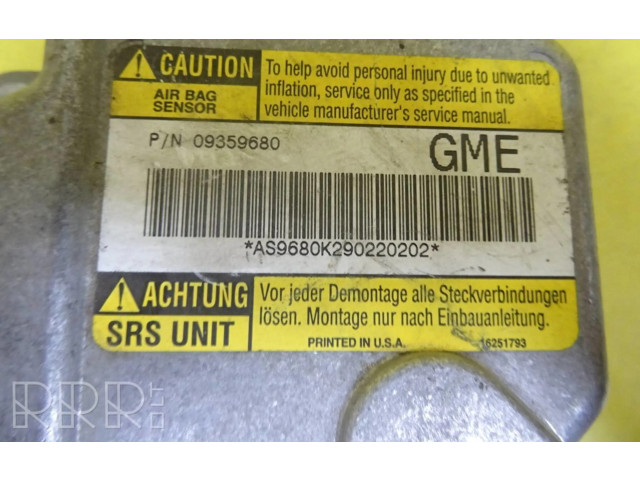 CAUTION
AIR BAG
SENSOR
To help avoid personal injury due to unwanted
inflation, service only as specified in the
vehicle manufacturer's service manual.
P/N 09359680
GME
*AS9680K290220202*
ACHTUNG
SRS UNIT
Vor jeder Demontage alle Steckverbindungen
lösen. Montage nur nach Einbauanleitung.
PRINTED IN U.S.A. 16251793
RRR.LT